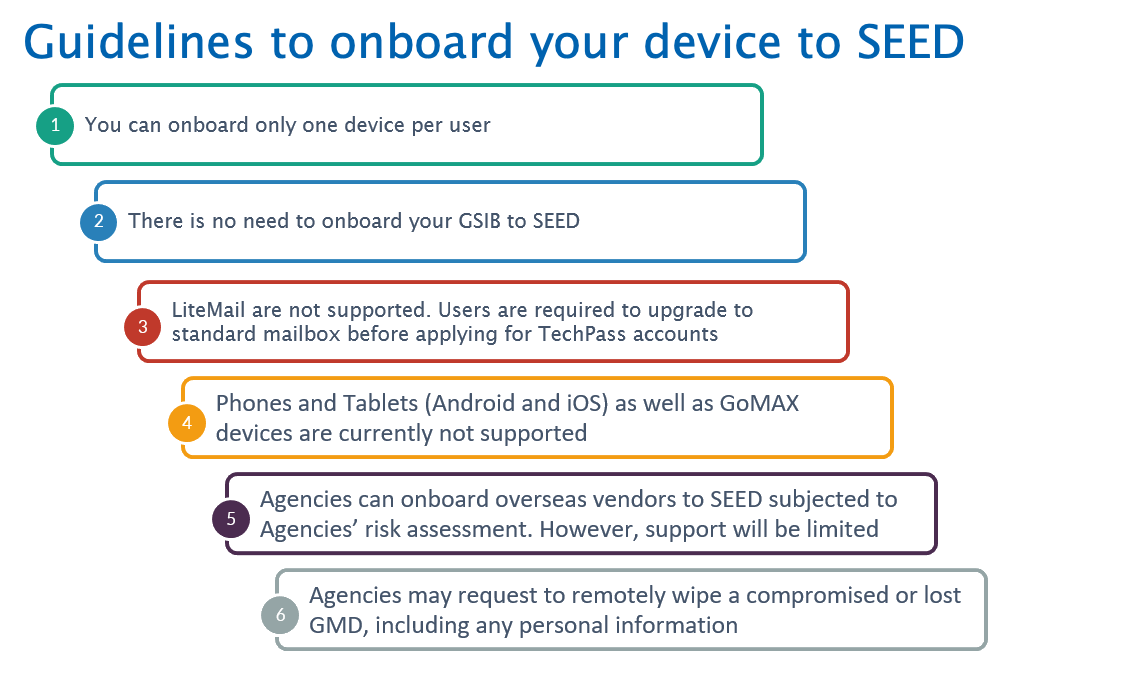 Guidelines to onboard your device to SEED
1
You can onboard only one device per user
2
There is no need to onboard your GSIB to SEED
3
LiteMail are not supported. Users are required to upgrade to
standard mailbox before applying for TechPass accounts
4
Phones and Tablets (Android and iOS) as well as GoMAX
devices are currently not supported
5
Agencies can onboard overseas vendors to SEED subjected to
Agencies’ risk assessment. However, support will be limited
6
Agencies may request to remotely wipe a compromised or lost
GMD, including any personal information